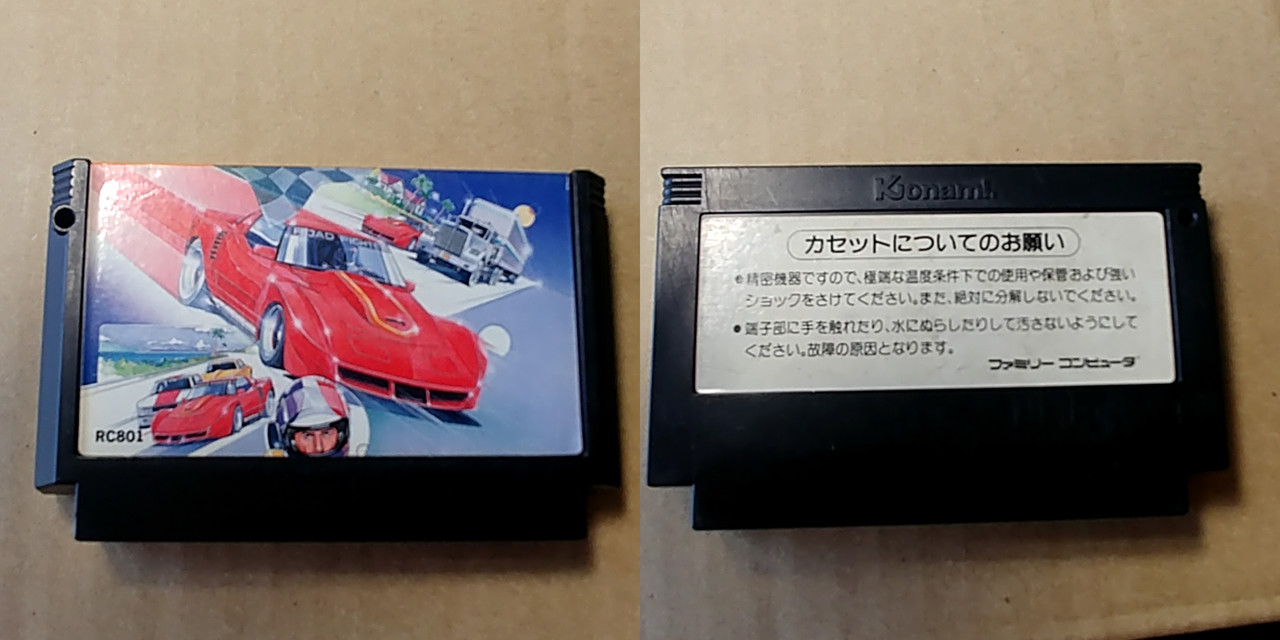 ROAD FIGHTER
RC801
Konami
カセットについてのお願い
●精密機器ですので、極端な温度条件下での使用や保管および強い
ショックをさけてください。また、絶対に分解しないでください。
●端子部に手を触れたり、水にぬらしたりして汚さないようにして
ください。故障の原因となります。
ファミリー コンピュータ